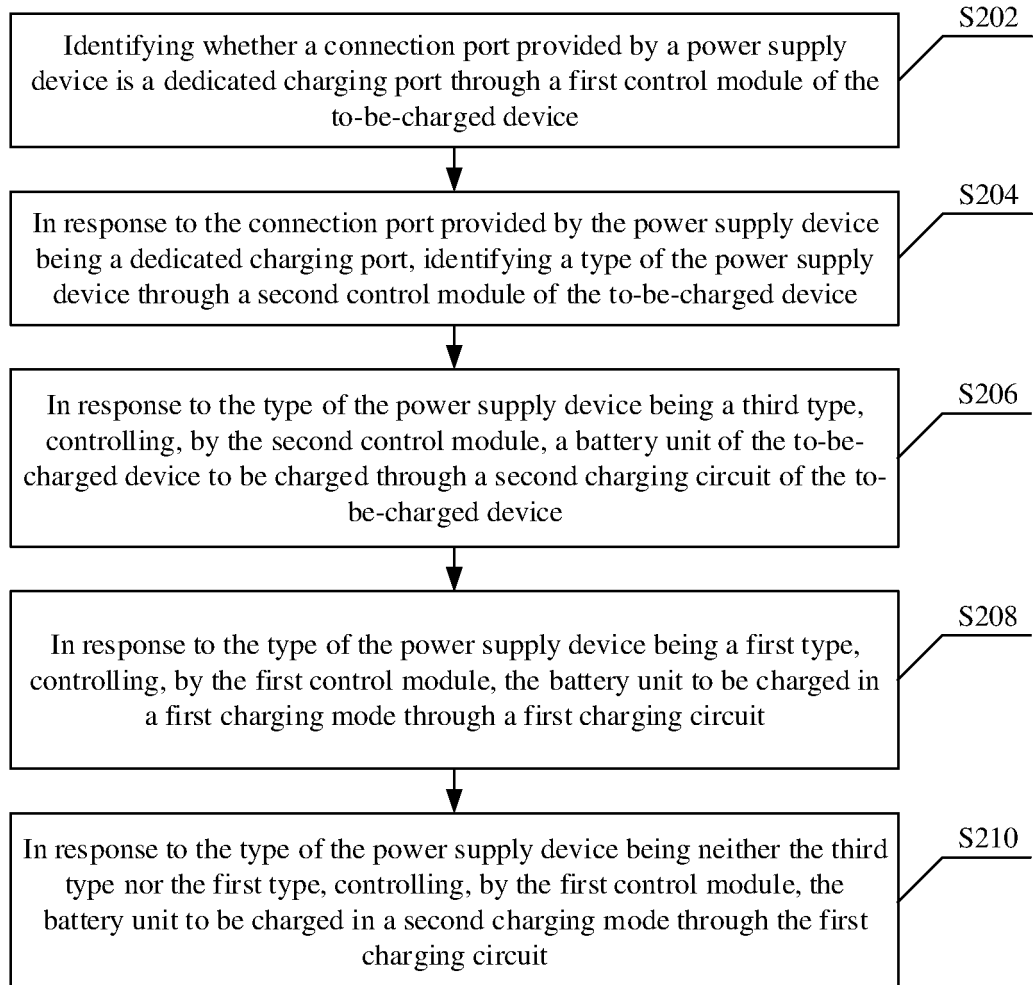 S202
Identifying whether a connection port provided by a power supply
device is a dedicated charging port through a first control module of the
to-be-charged device
S204
In response to the connection port provided by the power supply device
being a dedicated charging port, identifying a type of the power supply
device through a second control module of the to-be-charged device
S206
In response to the type of the power supply device being a third type,
controlling, by the second control module, a battery unit of the to-be-
charged device to be charged through a second charging circuit of the to-
be-charged device
S208
In response to the type of the power supply device being a first type,
controlling, by the first control module, the battery unit to be charged in
a first charging mode through a first charging circuit
S210
In response to the type of the power supply device being neither the third
type nor the first type, controlling, by the first control module, the
battery unit to be charged in a second charging mode through the first
charging circuit